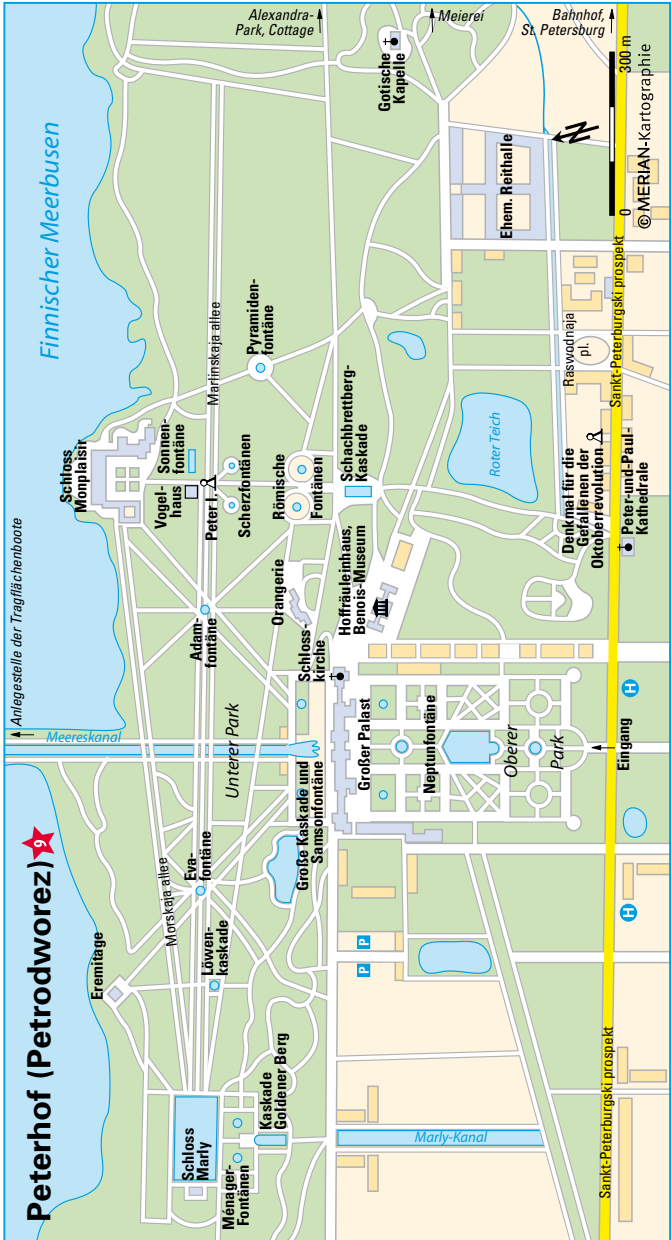 Peterhof (Petrodworez)
9
Anlegestelle der Tragflächenboote
Finnischer Meerbusen
Alexandra-
Park, Cottage
Meierei
Bahnhof,
St. Petersburg
Eremitage
Schloss
Monplaisir
Meereskanal
Morskaja allee
Vogel-
haus
Sonnen-
fontäne
Marlinskaja allee
Schloss
Marly
Löwen-
kaskade
Eva-
fontäne
Adam-
fontäne
Peter I.
Scherzfontänen
Pyramiden-
fontäne
Unterer Park
Ménager-
Fontänen
Kaskade
Goldener Berg
Orangerie
Römische
Fontänen
Große Kaskade und
Samsonfontäne
Schloss-
kirche
Schachbrettberg-
Kaskade
Gotische
Kapelle
Großer Palast
Hoffräuleinhaus,
Benois-Museum
P
P
Neptunfontäne
Marly-Kanal
Oberer
Park
Roter Teich
Ehem. Reithalle
N
Raswodnaja
pl.
Denkmal für die
Gefallenen der
Oktoberrevolution
Sankt-Peterburgski prospekt
Eingang
Sankt-Peterburgski prospekt
Peter-und-Paul-
Kathedrale
H
H
0
300 m
© MERIAN-Kartographie